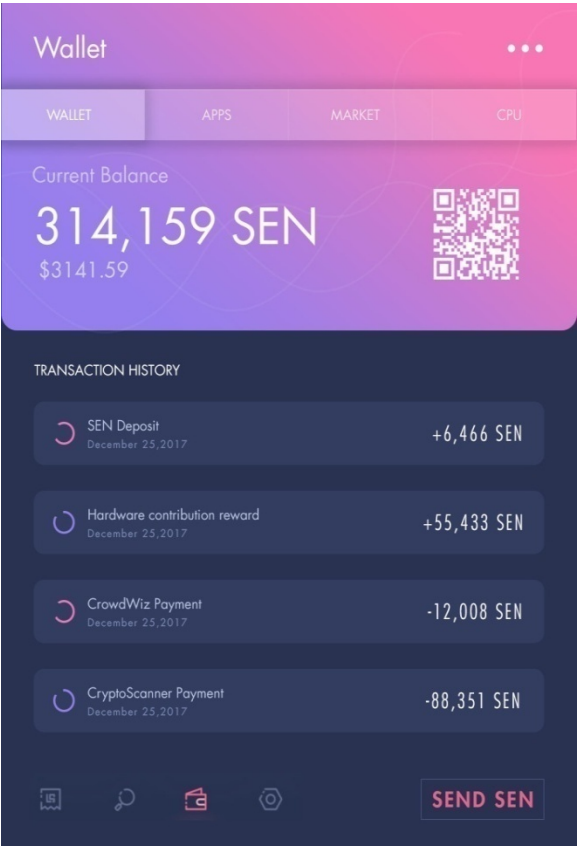 Wallet
WALLET APPS MARKET CPU
Current Balance
314,159 SEN
$3141.59
TRANSACTION HISTORY
SEN Deposit
December 25,2017
+6,466 SEN
Hardware contribution reward
December 25,2017
+55,433 SEN
CrowdWiz Payment
December 25,2017
-12,008 SEN
CryptoScanner Payment
December 25,2017
-88,351 SEN
SEND SEN